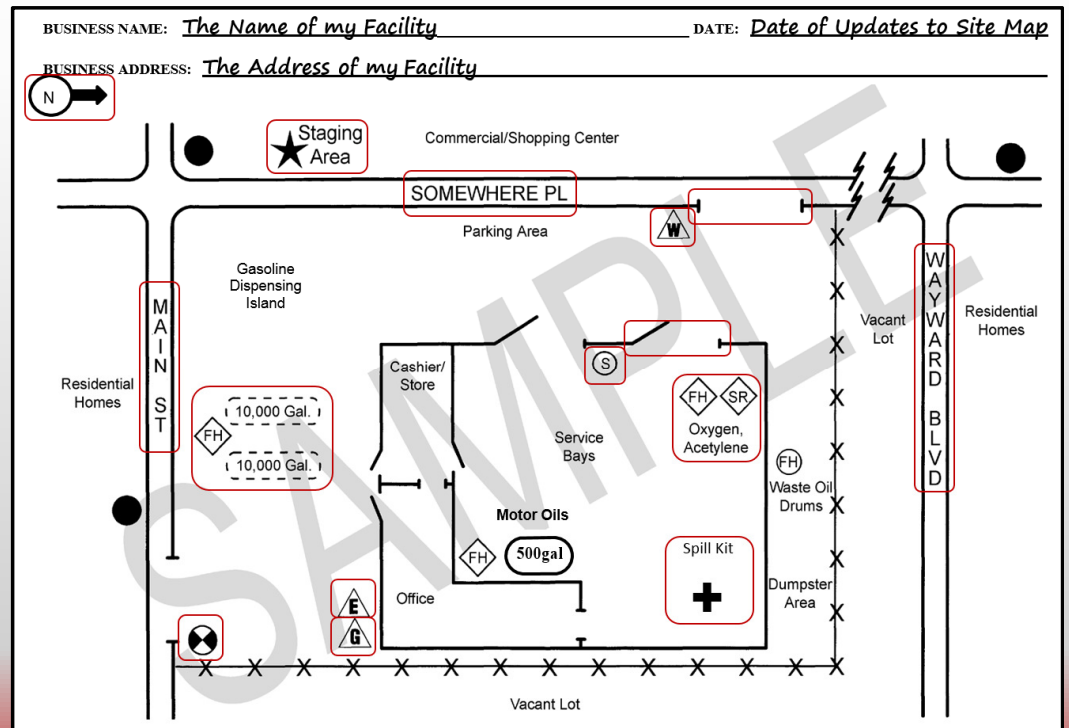 BUSINESS NAME: The Name of my Facility DATE: Date of Updates to Site Map
BUSINESS ADDRESS: The Address of my Facility
N
Staging
Area
Commercial/Shopping Center
SOMEWHERE PL
W
Parking Area
Gasoline
Dispensing
Island
MAIN ST
WAYWARD BLVD
Vacant
Lot
Residential
Homes
Residential
Homes
Cashier/
Store
S
FH
10,000 Gal.
10,000 Gal.
FH SR
Oxygen,
Acetylene
Service
Bays
FH
Waste Oil
Drums
Motor Oils
FH
500gal
Spill Kit
Dumpster
Area
Office
E
G
Vacant Lot
SAMPLE